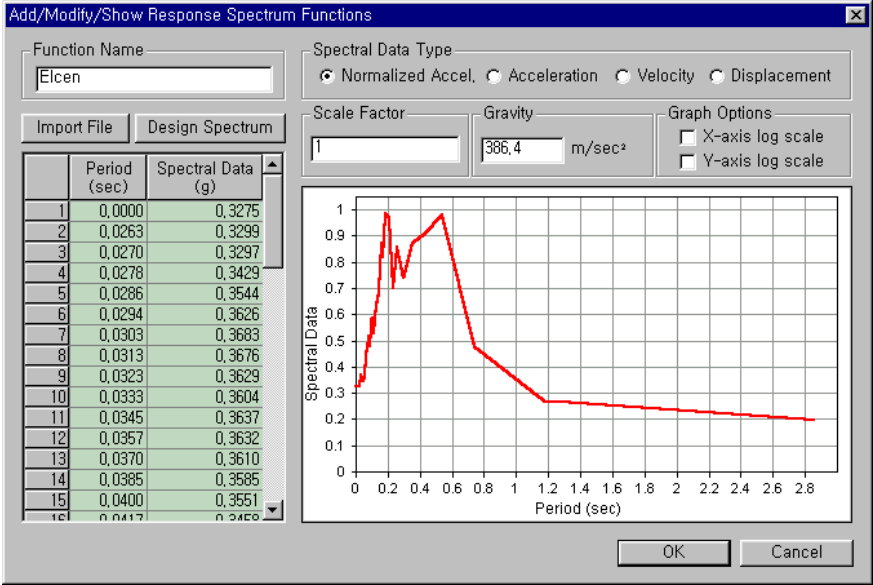 Add/Modify/Show Response Spectrum Functions
Function Name
Elcen
Spectral Data Type
Normalized Accel. Acceleration Velocity Displacement
Import File Design Spectrum
Scale Factor
1
Gravity
386,4 m/sec²
Graph Options
X-axis log scale
Y-axis log scale
Period (sec) Spectral Data (g)
1 0,0000 0,3275
2 0,0263 0,3299
3 0,0270 0,3297
4 0,0278 0,3429
5 0,0286 0,3544
6 0,0294 0,3626
7 0,0303 0,3683
8 0,0313 0,3676
9 0,0323 0,3629
10 0,0333 0,3604
11 0,0345 0,3637
12 0,0357 0,3632
13 0,0370 0,3610
14 0,0385 0,3585
15 0,0400 0,3551
Spectral Data
1
0.9
0.8
0.7
0.6
0.5
0.4
0.3
0.2
0.1
0
0 0.2 0.4 0.6 0.8 1 1.2 1.4 1.6 1.8 2 2.2 2.4 2.6 2.8
Period (sec)
OK Cancel